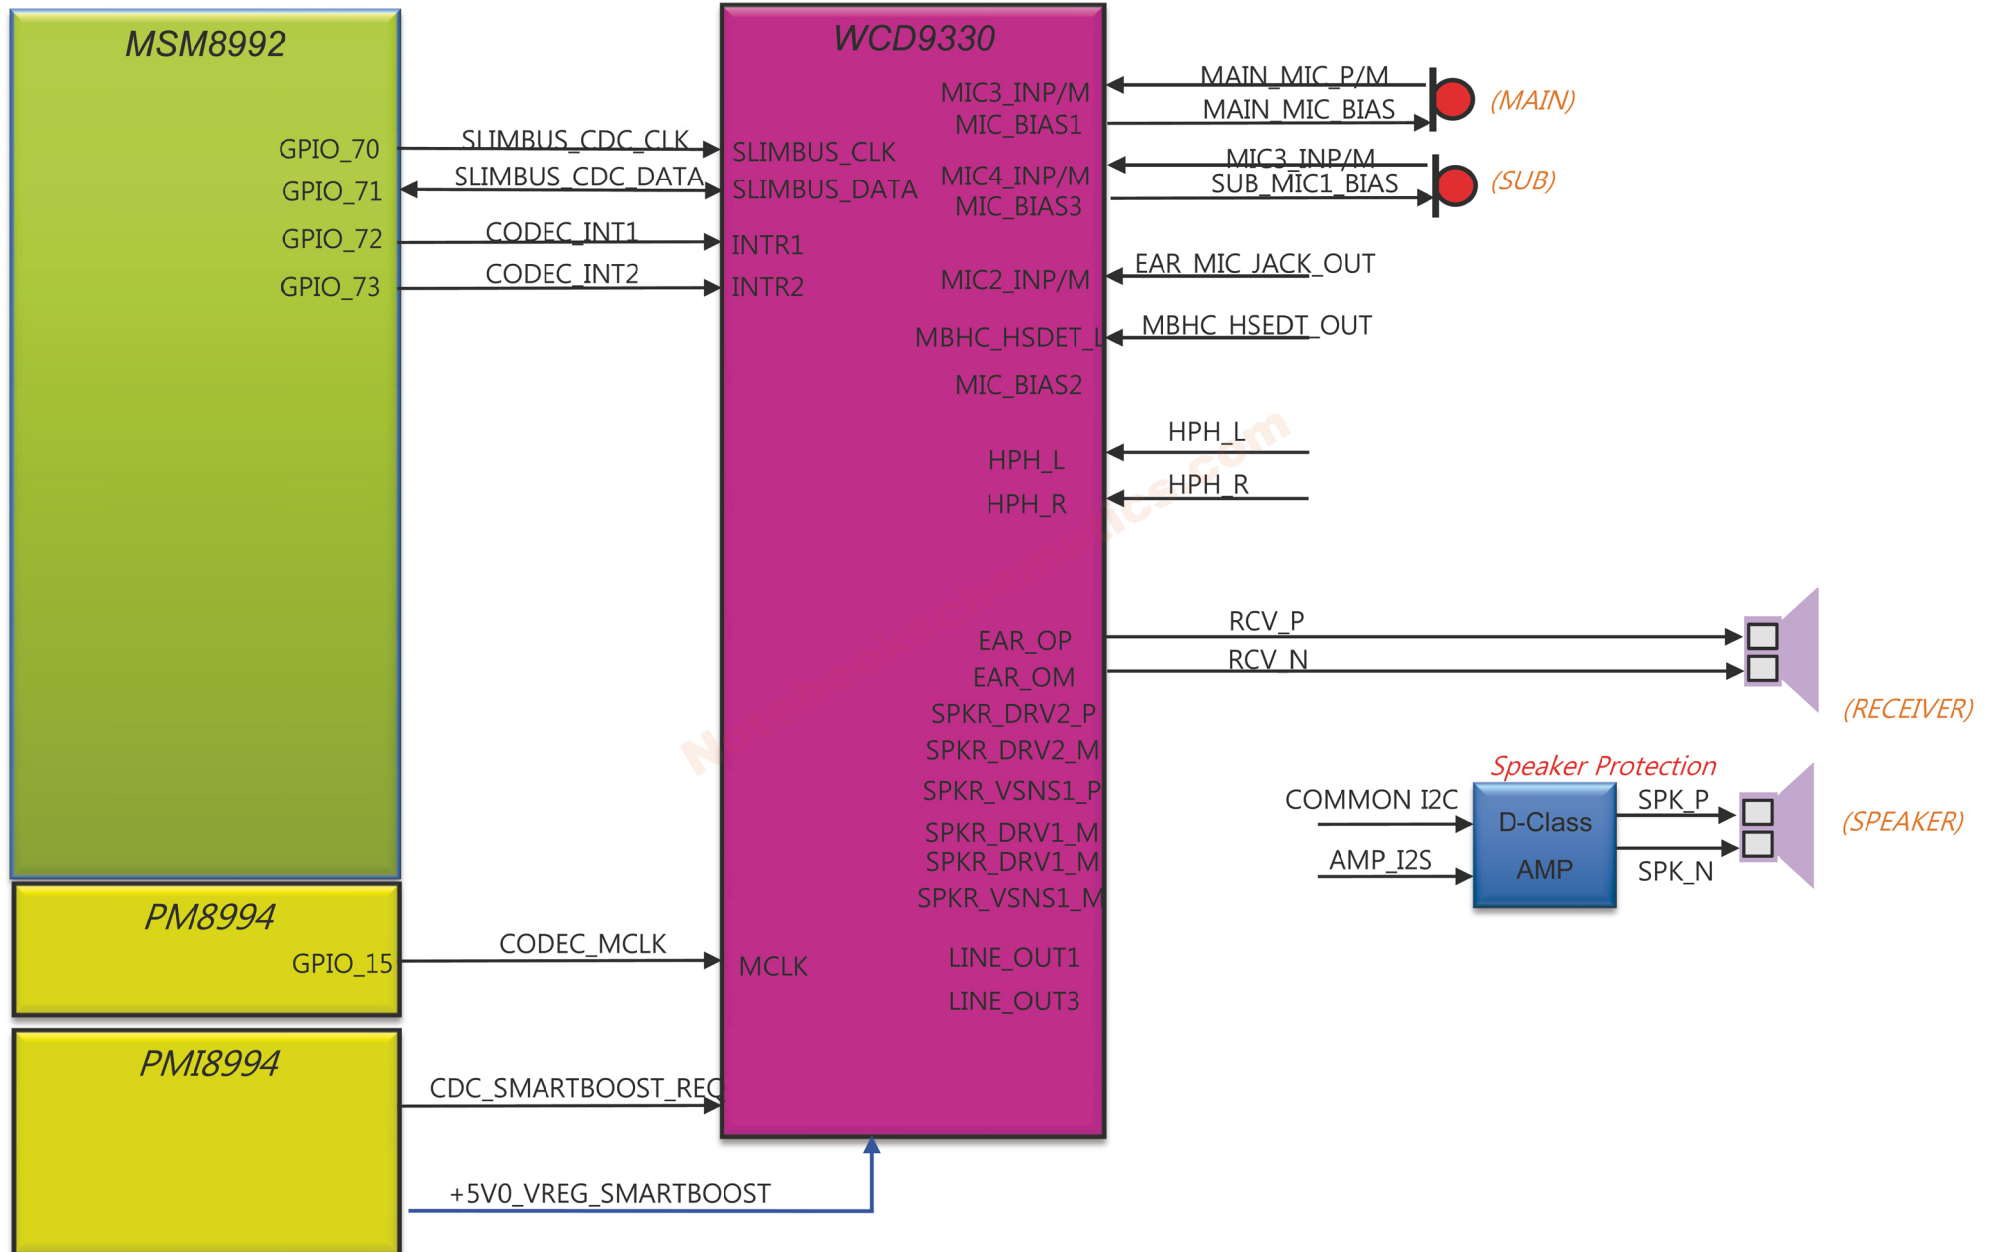 MSM8992
GPIO_70
GPIO_71
GPIO_72
GPIO_73
SLIMBUS_CDC_CLK
SLIMBUS_CDC_DATA
CODEC_INT1
CODEC_INT2
PM8994
GPIO_15
CODEC_MCLK
PMI8994
CDC_SMARTBOOST_REQ
+5V0_VREG_SMARTBOOST
WCD9330
SLIMBUS_CLK
SLIMBUS_DATA
INTR1
INTR2
MCLK
MIC3_INP/M
MIC_BIAS1
MIC4_INP/M
MIC_BIAS3
MIC2_INP/M
MBHC_HSDET_L
MIC_BIAS2
HPH_L
HPH_R
EAR_OP
EAR_OM
SPKR_DRV2_P
SPKR_DRV2_M
SPKR_VSNS1_P
SPKR_DRV1_M
SPKR_DRV1_M
SPKR_VSNS1_M
LINE_OUT1
LINE_OUT3
MAIN_MIC_P/M
MAIN_MIC_BIAS
(MAIN)
MIC3_INP/M
SUB_MIC1_BIAS
(SUB)
EAR_MIC_JACK_OUT
MBHC_HSEDT_OUT
HPH_L
HPH_R
RCV_P
RCV_N
(RECEIVER)
Speaker Protection
COMMON I2C
AMP_I2S
D-Class
AMP
SPK_P
SPK_N
(SPEAKER)